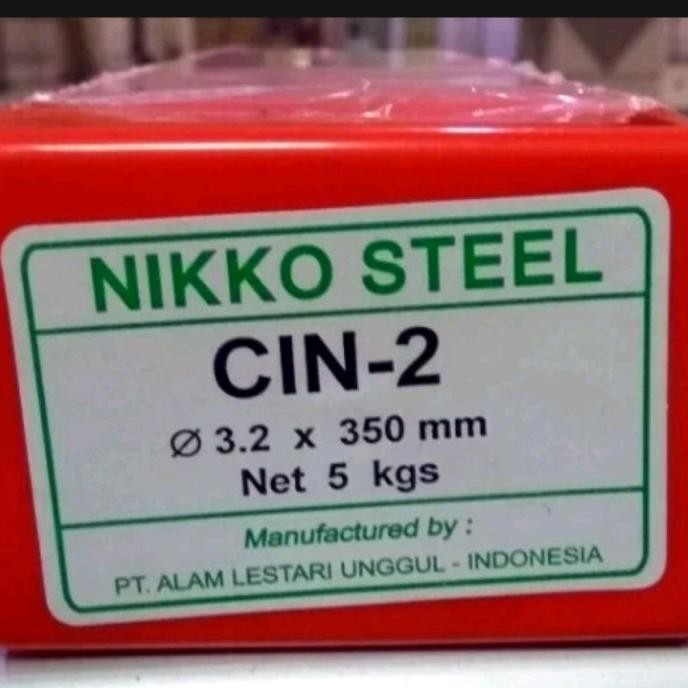 NIKKO STEEL
CIN-2
Ø 3.2 x 350 mm
Net 5 kgs
Manufactured by :
PT. ALAM LESTARI UNGGUL - INDONESIA